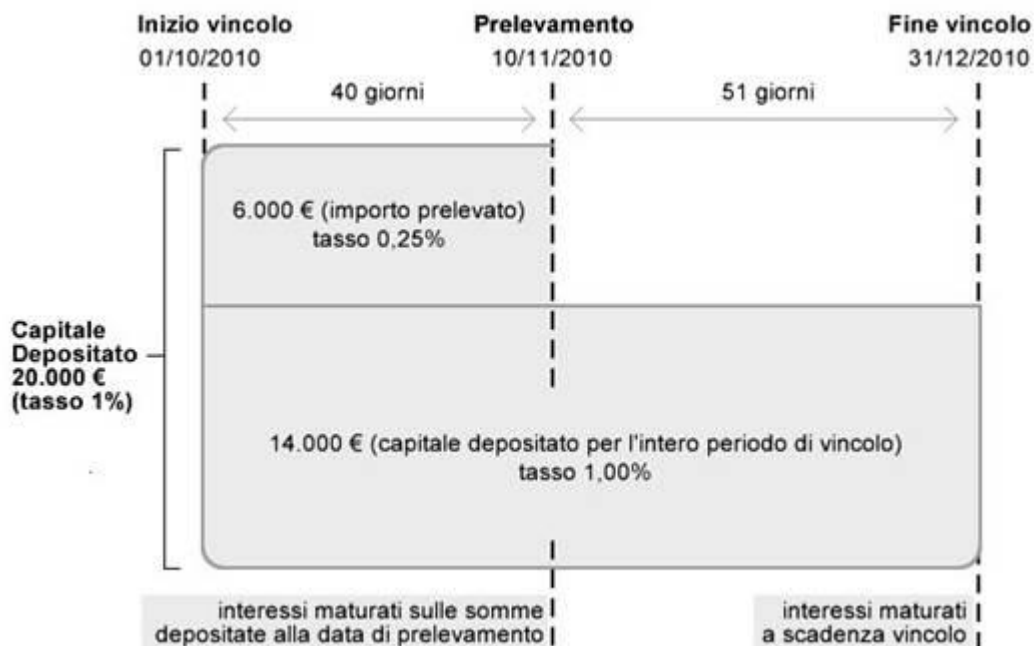 Inizio vincolo
01/10/2010
Prelevamento
10/11/2010
Fine vincolo
31/12/2010
40 giorni
51 giorni
6.000 € (importo prelevato)
tasso 0,25%
Capitale
Depositato
20.000 €
(tasso 1%)
14.000 € (capitale depositato per l'intero periodo di vincolo)
tasso 1,00%
interessi maturati sulle somme
depositate alla data di prelevamento
interessi maturati
a scadenza vincolo